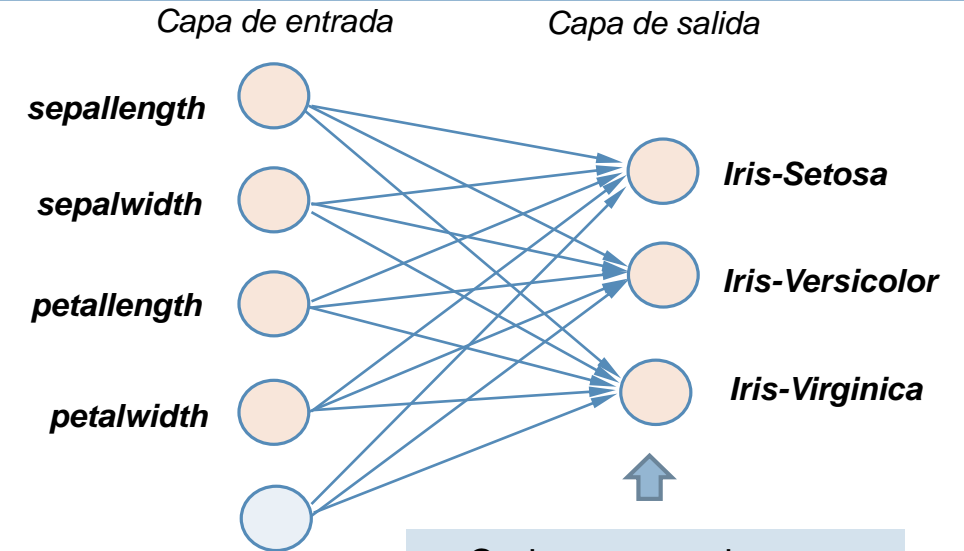 Capa de entrada
Capa de salida
sepallength
sepalwidth
petallength
petalwidth
Iris-Setosa
Iris-Versicolor
Iris-Virginica